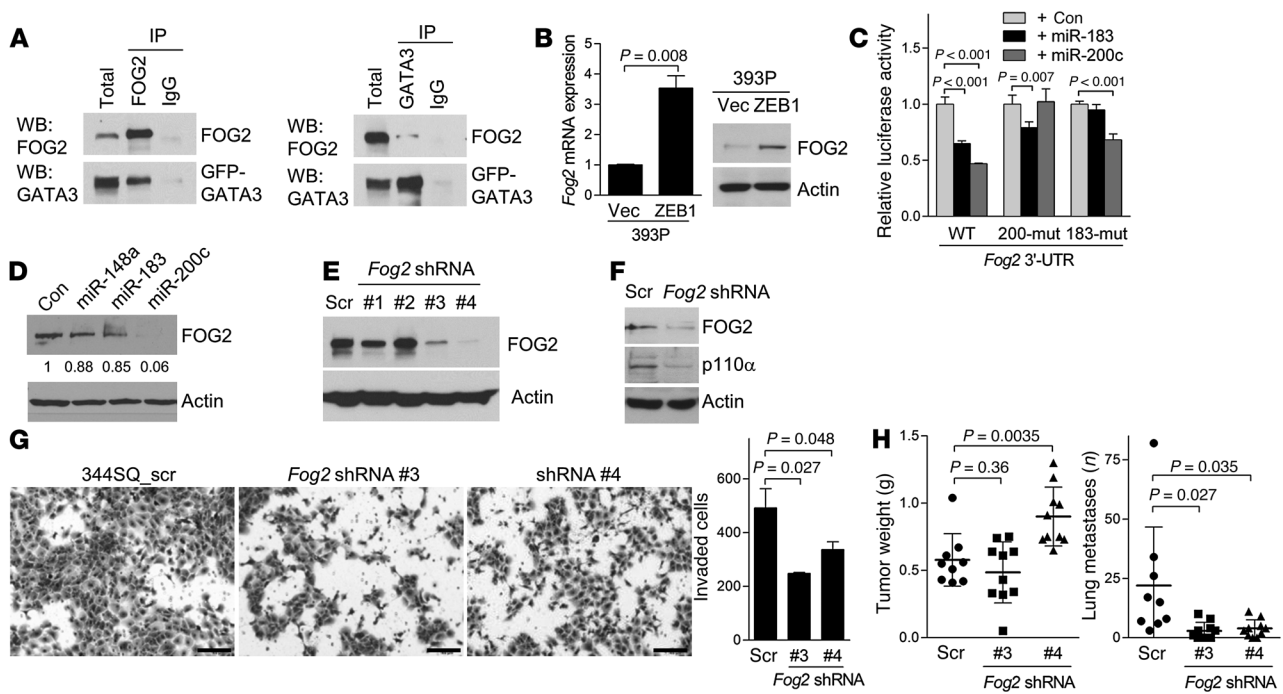 A
IP
Total
FOG2
IgG
WB:
FOG2
FOG2
WB:
GATA3
GFP-
GATA3
IP
Total
GATA3
IgG
WB:
FOG2
FOG2
WB:
GATA3
GFP-
GATA3
B
Fog2 mRNA expression
5
4
3
2
1
0
P = 0.008
Vec ZEB1
393P
393P
Vec ZEB1
FOG2
Actin
C
Relative luciferase activity
1.5
1.0
0.5
0.0
+ Con
+ miR-183
+ miR-200c
P < 0.001
P < 0.001
P = 0.007
P < 0.001
WT 200-mut 183-mut
Fog2 3'-UTR
D
Con
miR-148a
miR-183
miR-200c
FOG2
1 0.88 0.85 0.06
Actin
E
Fog2 shRNA
Scr #1 #2 #3 #4
FOG2
Actin
F
Scr Fog2 shRNA
FOG2
p110α
Actin
G
344SQ_scr
Fog2 shRNA #3
shRNA #4
Invaded cells
600
400
200
0
P = 0.048
P = 0.027
Scr #3 #4
Fog2 shRNA
H
Tumor weight (g)
1.5
1.0
0.5
0.0
P = 0.0035
P = 0.36
Scr #3 #4
Fog2 shRNA
Lung metastases (n)
75
50
25
0
P = 0.035
P = 0.027
Scr #3 #4
Fog2 shRNA